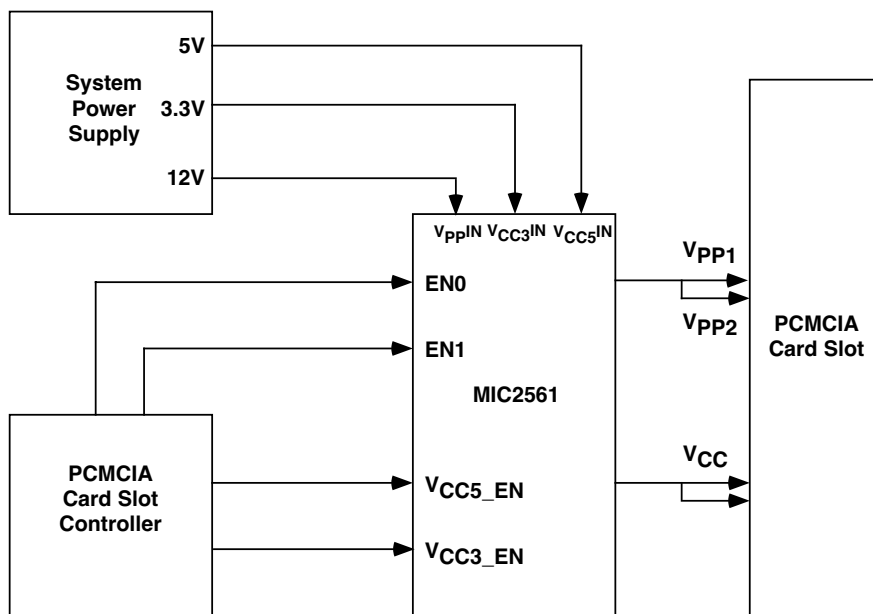 System
Power
Supply
5V
3.3V
12V
VPPIN VCC3IN VCC5IN
EN0
EN1
MIC2561
VCC5_EN
VCC3_EN
PCMCIA
Card Slot
Controller
VPP1
VPP2
VCC
PCMCIA
Card Slot